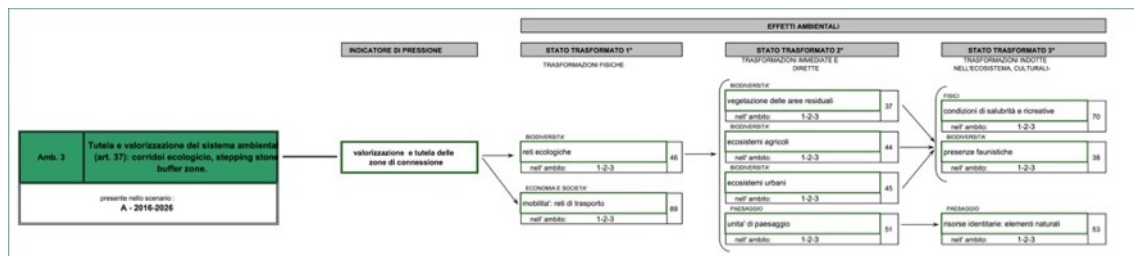 EFFETTI AMBIENTALI
INDICATORE DI PRESSIONE
STATO TRASFORMATO 1°
STATO TRASFORMATO 2°
STATO TRASFORMATO 3°
TRASFORMAZIONI FISICHE
TRASFORMAZIONI IMMEDIATE E
DIRETTE
TRASFORMAZIONI INDOTTE
NELL'ECOSISTEMA, CULTURALI-
Amb. 3
Tutela e valorizzazione del sistema ambiental
(art. 37): corridoi ecologicio, stepping stone
buffer zone.
presente nello scenario :
A - 2016-2026
valorizzazione e tutela delle
zone di connessione
BIODIVERSITA'
reti ecologiche
46
nell' ambito: 1-2-3
ECONOMIA E SOCIETA'
mobilita': reti di trasporto
89
nell' ambito: 1-2-3
BIODIVERSITA'
vegetazione delle aree residuali
37
nell' ambito: 1-2-3
BIODIVERSITA'
ecosistemi agricoli
44
nell' ambito: 1-2-3
BIODIVERSITA'
ecosistemi urbani
45
nell' ambito: 1-2-3
PAESAGGIO
unita' di paesaggio
51
nell' ambito: 1-2-3
FISICI
condizioni di salubrità e ricreative
70
nell' ambito: 1-2-3
BIODIVERSITA'
presenze faunistiche
38
nell' ambito: 1-2-3
PAESAGGIO
risorse identitarie: elementi naturali
53
nell' ambito: 1-2-3